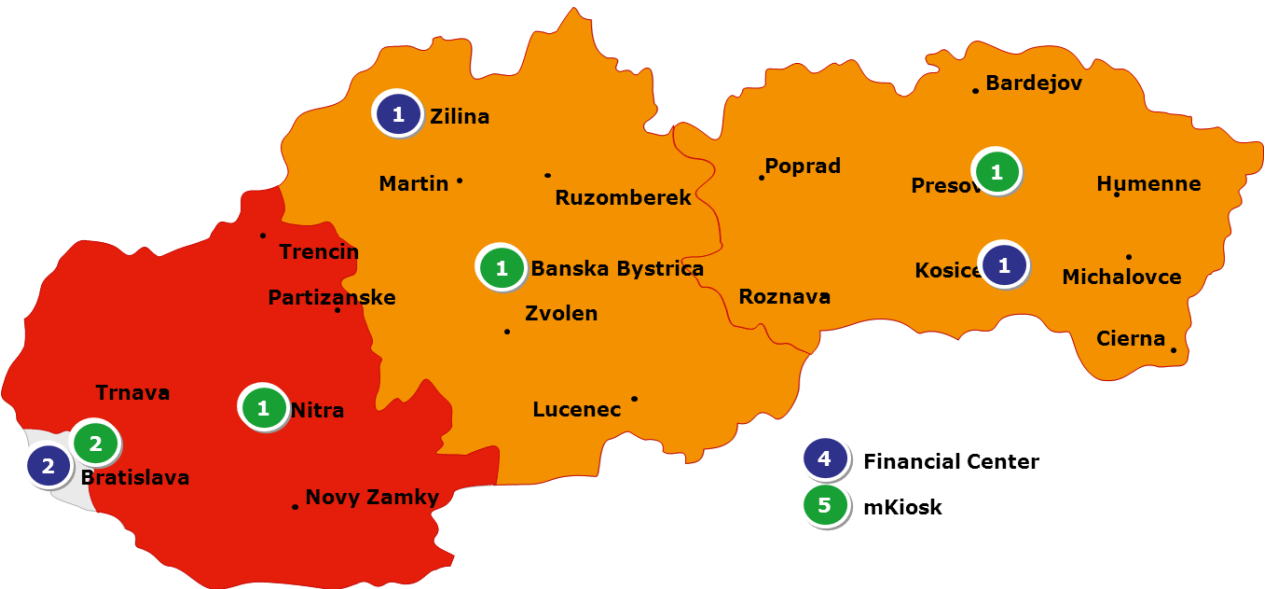 Bardejov
1 Zilina
Poprad
1
Presov
Martin
Humenne
Ruzomberek
Trencin
1 Banska Bystrica
Kosice 1
Michalovce
Partizanske
Roznava
Zvolen
Cierna
Trnava
1 Nitra
Lucenec
2
2
Bratislava
4 Financial Center
Novy Zamky
5 mKiosk